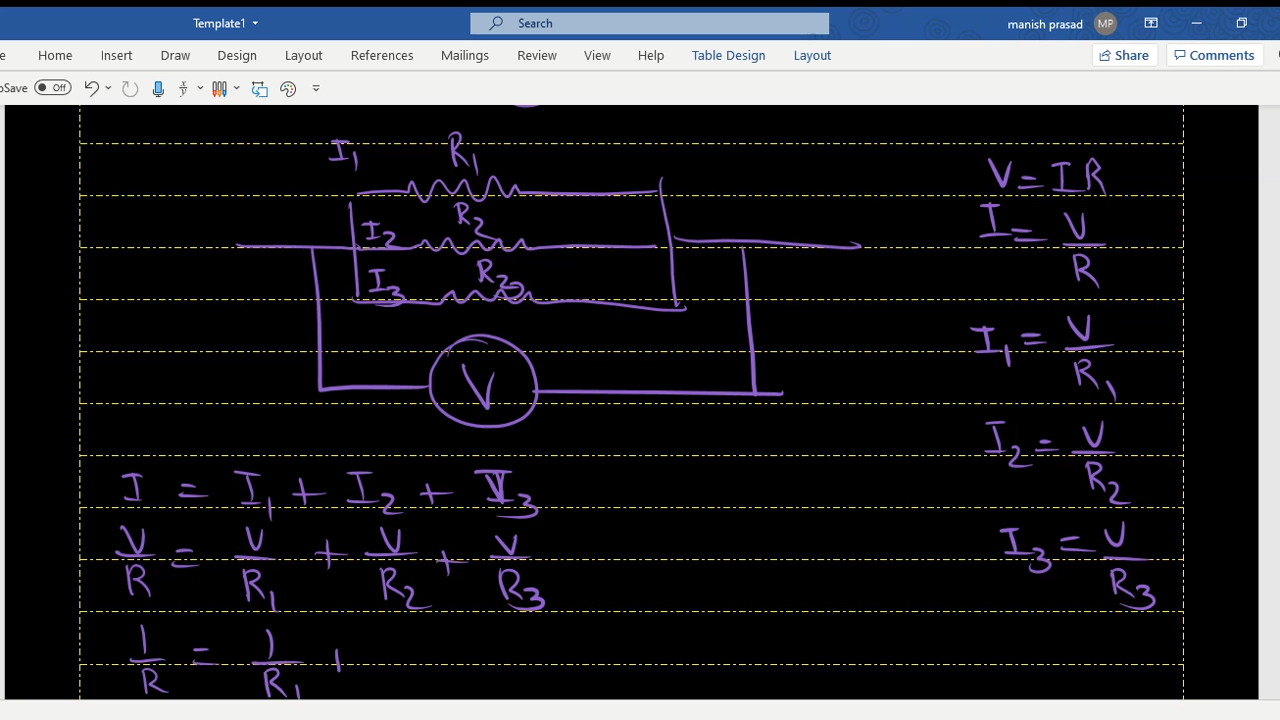 Template1
Search
manish prasad MP
Home Insert Draw Design Layout References Mailings Review View Help Table Design Layout Share Comments
Save Off
I₁ R₁
I₂ R₂
I₃
V
V = IR
I = V/R
I₁ = V/R₁
I₂ = V/R₂
I₃ = V/R₃
I = I₁ + I₂ + I₃
V/R = V/R₁ + V/R₂ + V/R₃
1/R = 1/R₁